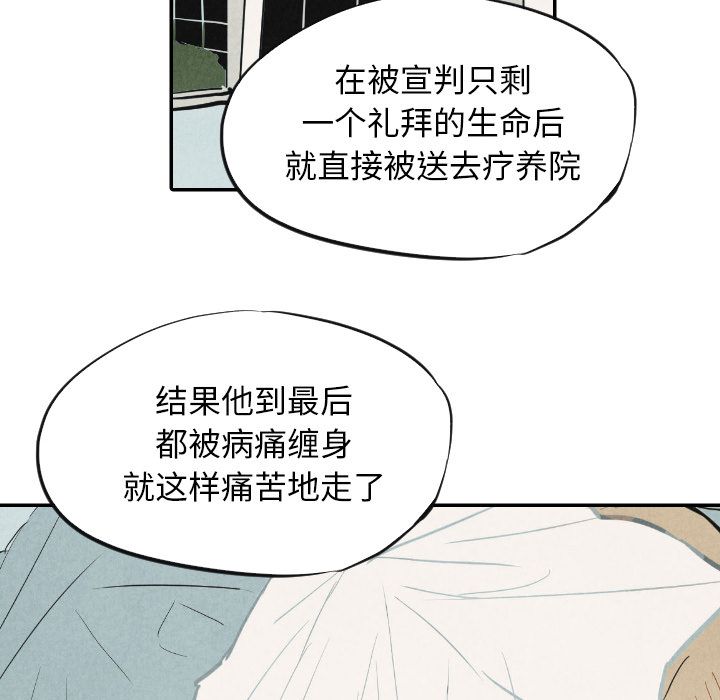 在被宣判只剩
一个礼拜的生命后
就直接被送去疗养院
结果他到最后
都被病痛缠身
就这样痛苦地走了